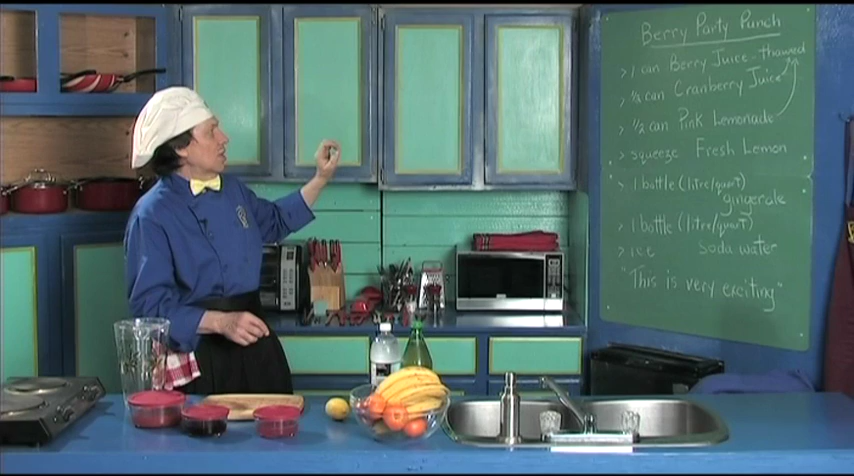 Berry Party Punch
> 1 can Berry Juice - thawed
> ½ can Cranberry Juice
> ½ can Pink Lemonade
> squeeze Fresh Lemon
> 1 bottle (litre/quart)
gingerale
> 1 bottle (litre/quart)
> ice soda water
"This is very exciting"